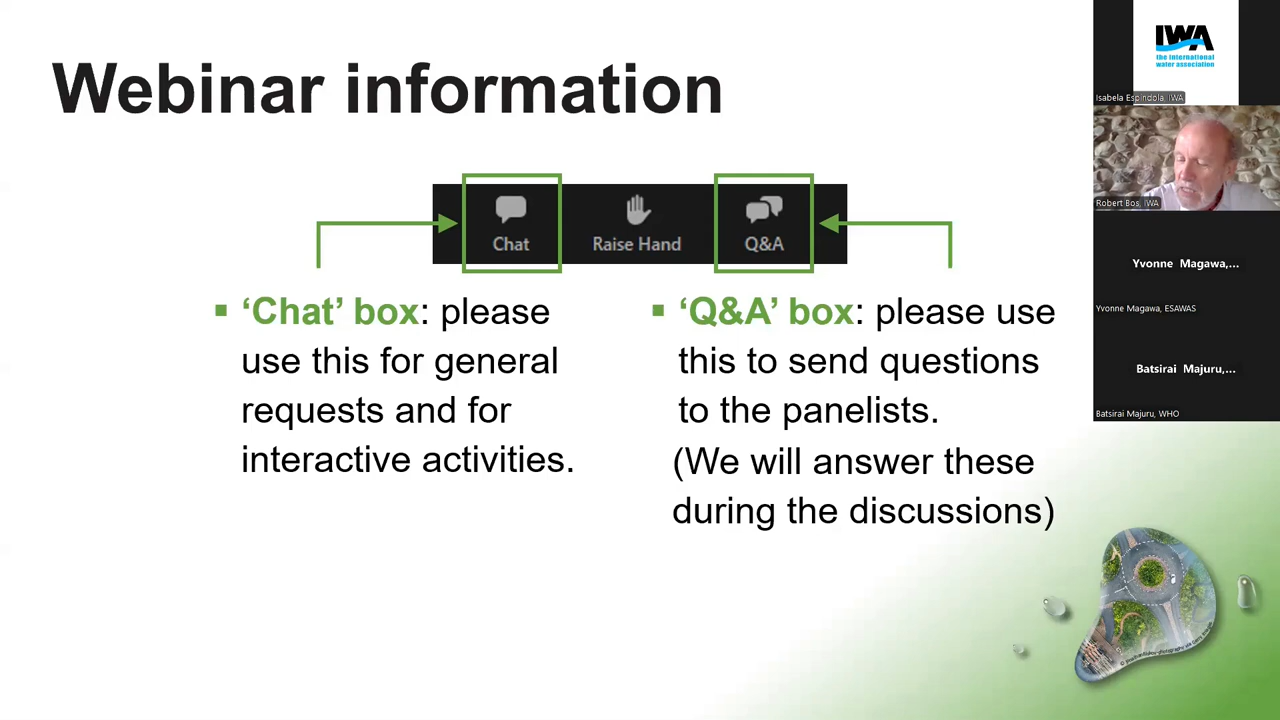 Webinar information
Chat
Raise Hand
Q&A
‘Chat’ box: please
use this for general
requests and for
interactive activities.
‘Q&A’ box: please use
this to send questions
to the panelists.
(We will answer these
during the discussions)
IWA
the international
water association
Isabela Espindola, IWA
Robert Bos, IWA
Yvonne Magawa,...
Yvonne Magawa, ESAWAS
Batsirai Majuru,...
Batsirai Majuru, WHO